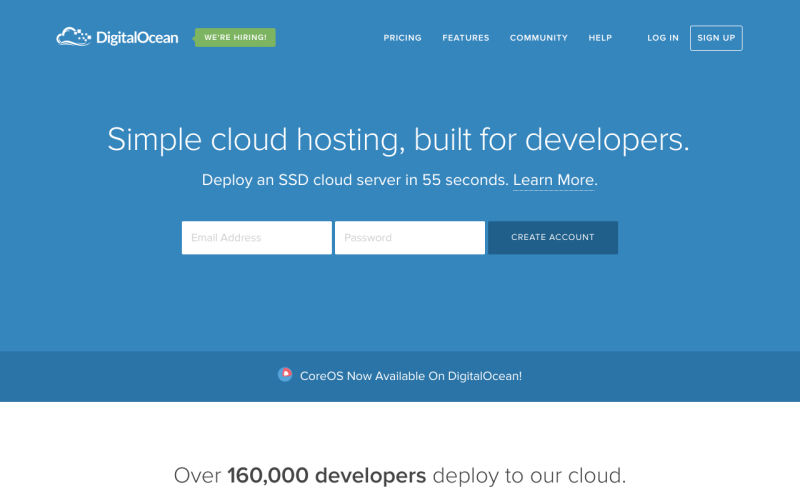 DigitalOcean
WE'RE HIRING!
PRICING
FEATURES
COMMUNITY
HELP
LOG IN
SIGN UP
Simple cloud hosting, built for developers.
Deploy an SSD cloud server in 55 seconds. Learn More.
Email Address
Password
CREATE ACCOUNT
CoreOS Now Available On DigitalOcean!
Over 160,000 developers deploy to our cloud.